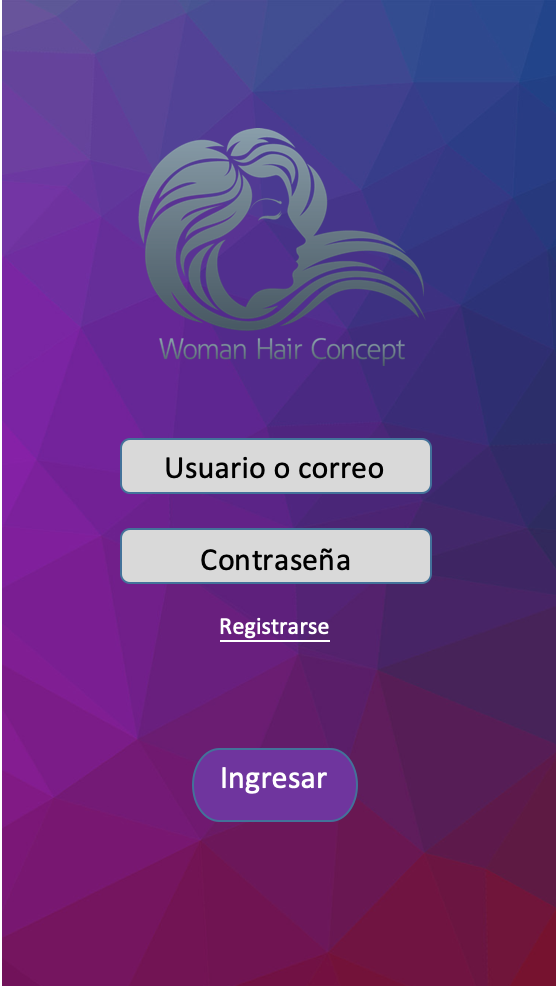 Woman Hair Concept
Usuario o correo
Contraseña
Registrarse
Ingresar